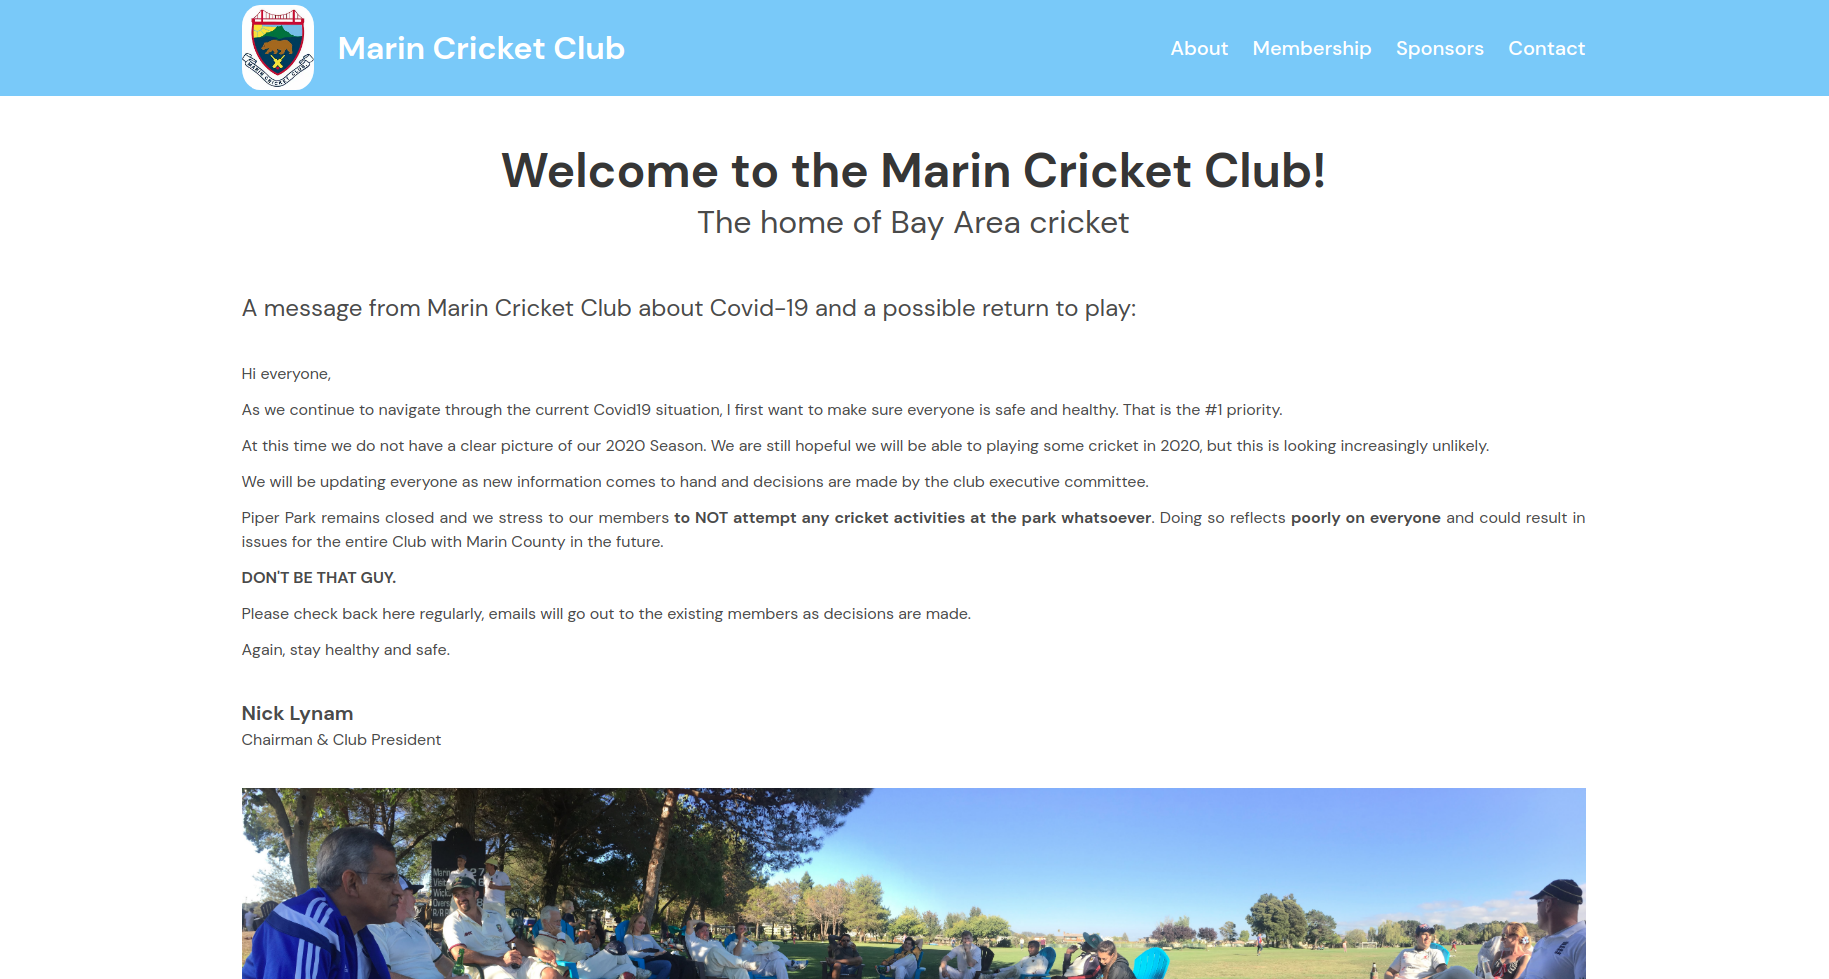 MARIN CRICKET CLUB
Marin Cricket Club
About Membership Sponsors Contact
Welcome to the Marin Cricket Club!
The home of Bay Area cricket
A message from Marin Cricket Club about Covid-19 and a possible return to play:
Hi everyone,
As we continue to navigate through the current Covid19 situation, I first want to make sure everyone is safe and healthy. That is the #1 priority.
At this time we do not have a clear picture of our 2020 Season. We are still hopeful we will be able to playing some cricket in 2020, but this is looking increasingly unlikely.
We will be updating everyone as new information comes to hand and decisions are made by the club executive committee.
Piper Park remains closed and we stress to our members to NOT attempt any cricket activities at the park whatsoever. Doing so reflects poorly on everyone and could result in
issues for the entire Club with Marin County in the future.
DON'T BE THAT GUY.
Please check back here regularly, emails will go out to the existing members as decisions are made.
Again, stay healthy and safe.
Nick Lynam
Chairman & Club President
Marin